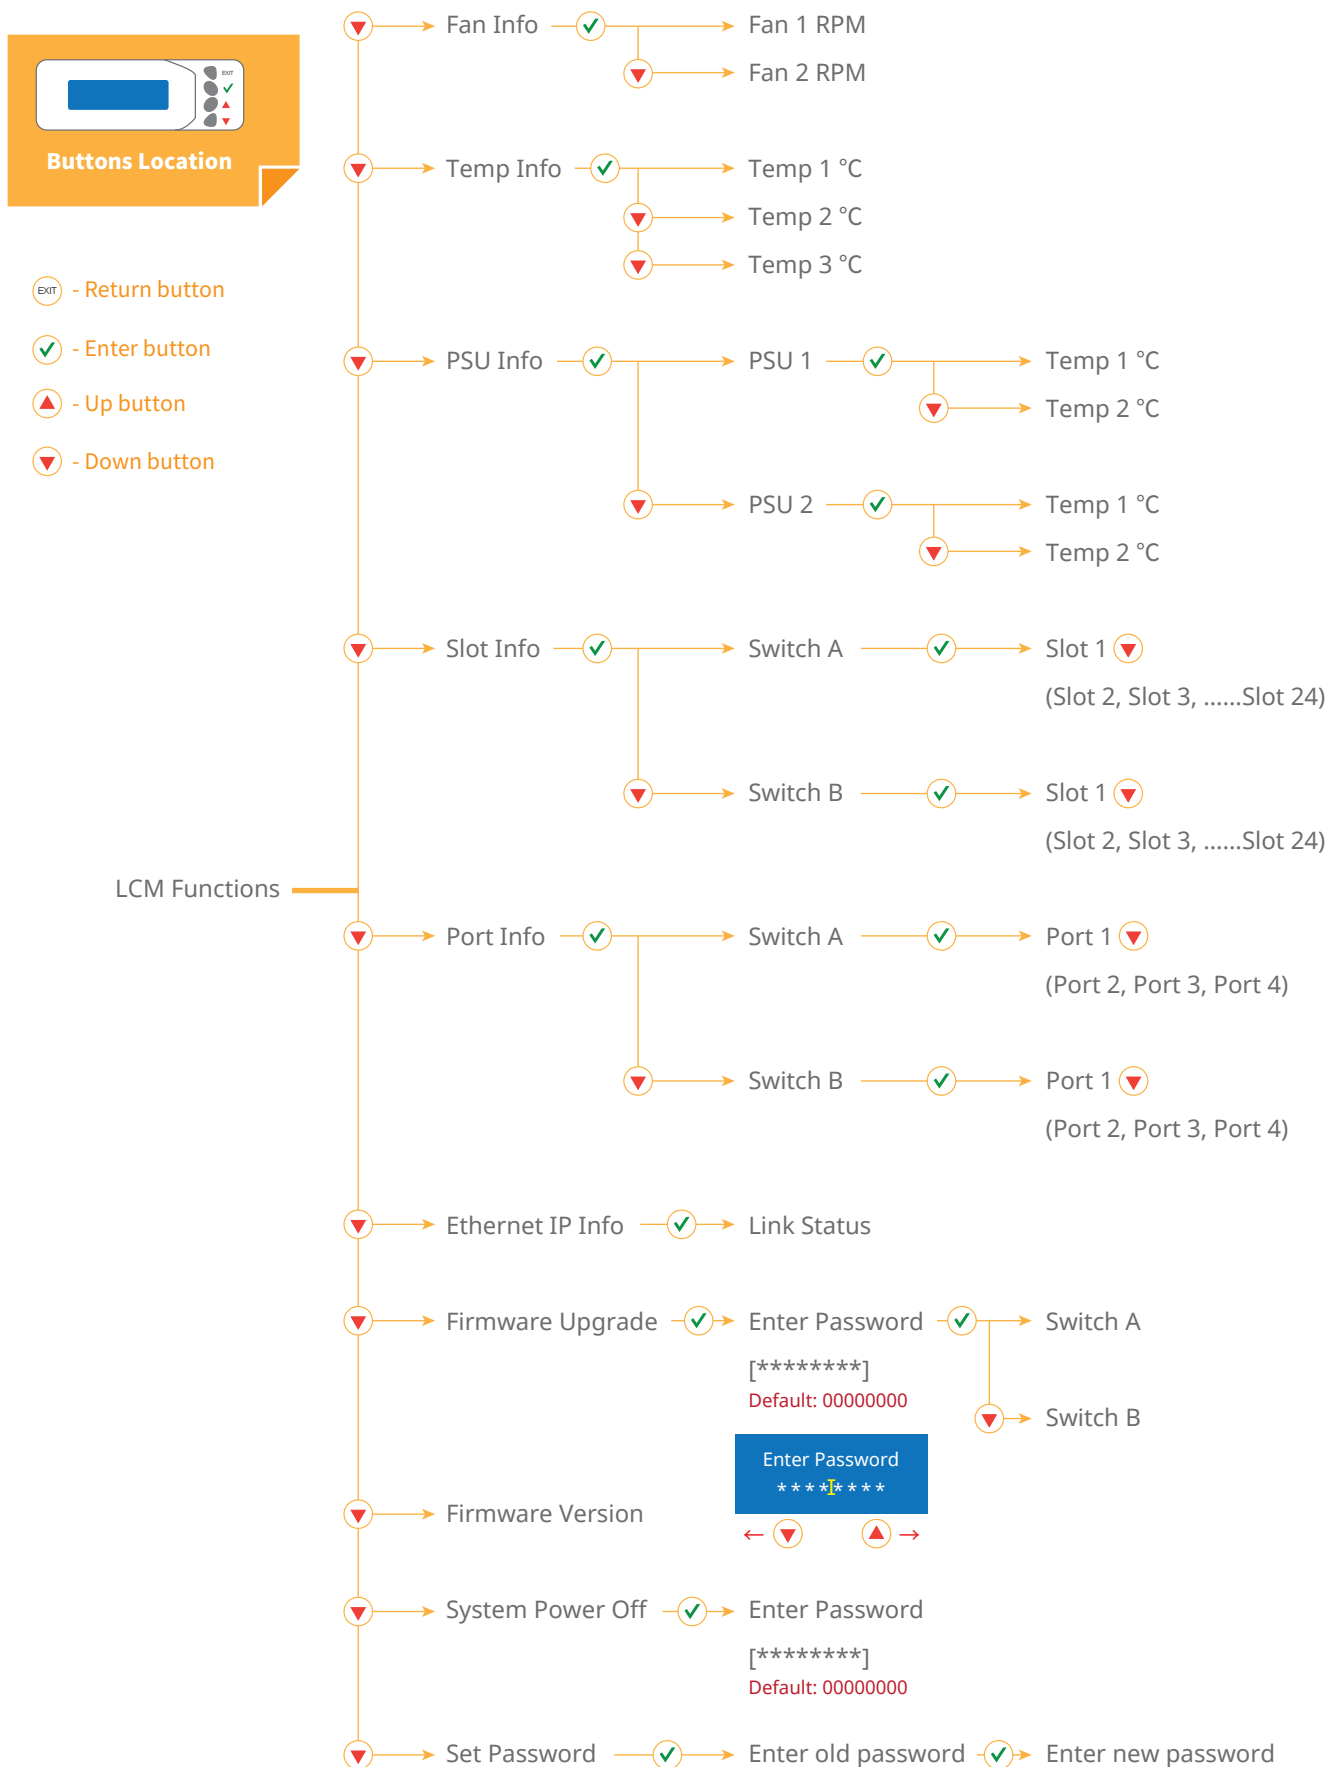 EXIT
Buttons Location
EXIT - Return button
- Enter button
- Up button
- Down button
LCM Functions
Fan Info
Fan 1 RPM
Fan 2 RPM
Temp Info
Temp 1 °C
Temp 2 °C
Temp 3 °C
PSU Info
PSU 1
Temp 1 °C
Temp 2 °C
PSU 2
Temp 1 °C
Temp 2 °C
Slot Info
Switch A
Slot 1
(Slot 2, Slot 3, ......Slot 24)
Switch B
Slot 1
(Slot 2, Slot 3, ......Slot 24)
Port Info
Switch A
Port 1
(Port 2, Port 3, Port 4)
Switch B
Port 1
(Port 2, Port 3, Port 4)
Ethernet IP Info
Link Status
Firmware Upgrade
Enter Password
[********]
Default: 00000000
Switch A
Switch B
Enter Password
********
Firmware Version
System Power Off
Enter Password
[********]
Default: 00000000
Set Password
Enter old password
Enter new password